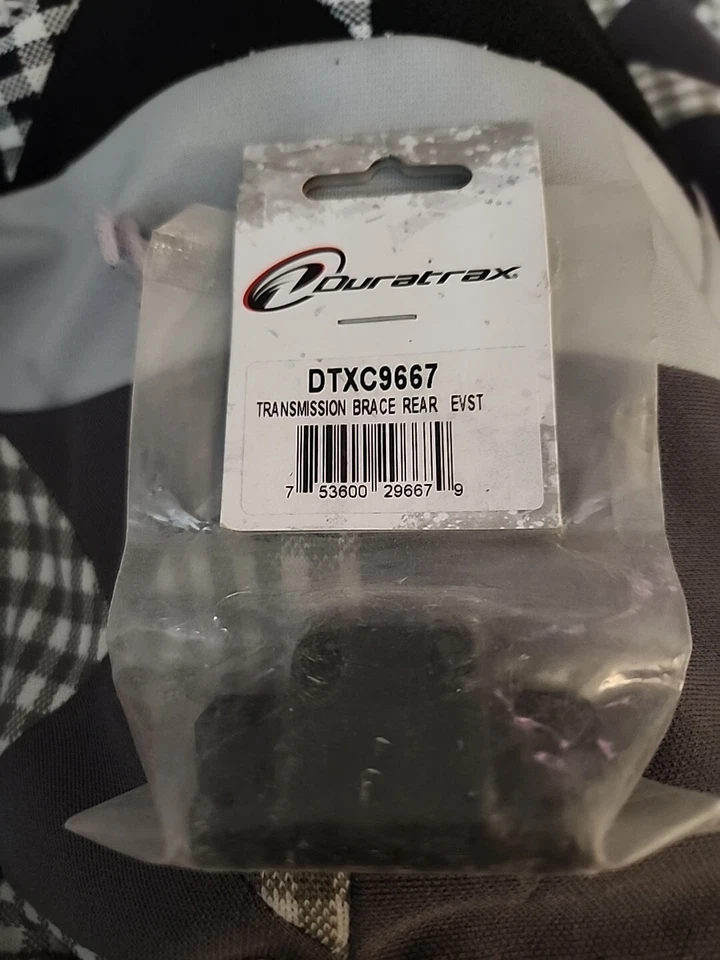 Duratrax
DTXC9667
TRANSMISSION BRACE REAR EVST
7 53600 29667 9